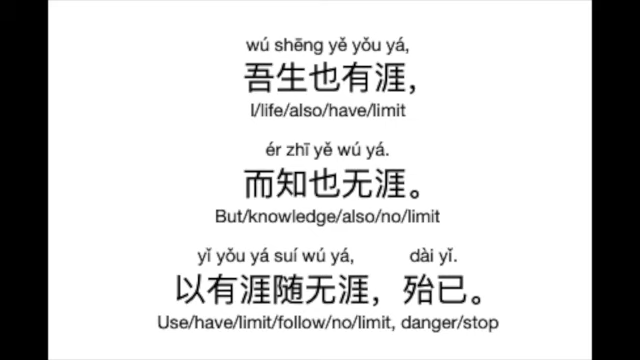 wú shēng yě yǒu yá,
吾生也有涯，
I/life/also/have/limit
ér zhī yě wú yá.
而知也无涯。
But/knowledge/also/no/limit
yǐ yǒu yá suí wú yá, dài yǐ.
以有涯随无涯，殆已。
Use/have/limit/follow/no/limit, danger/stop